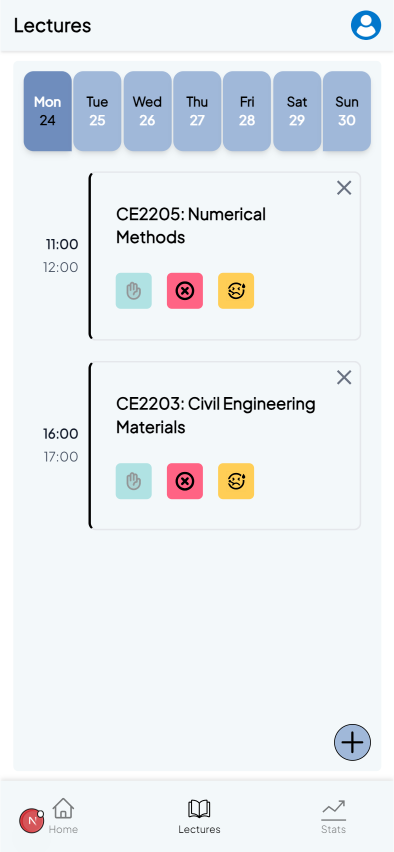 Lectures
Mon Tue Wed Thu Fri Sat Sun
24 25 26 27 28 29 30
CE2205: Numerical
Methods
11:00
12:00
CE2203: Civil Engineering
Materials
16:00
17:00
N
Home Lectures Stats